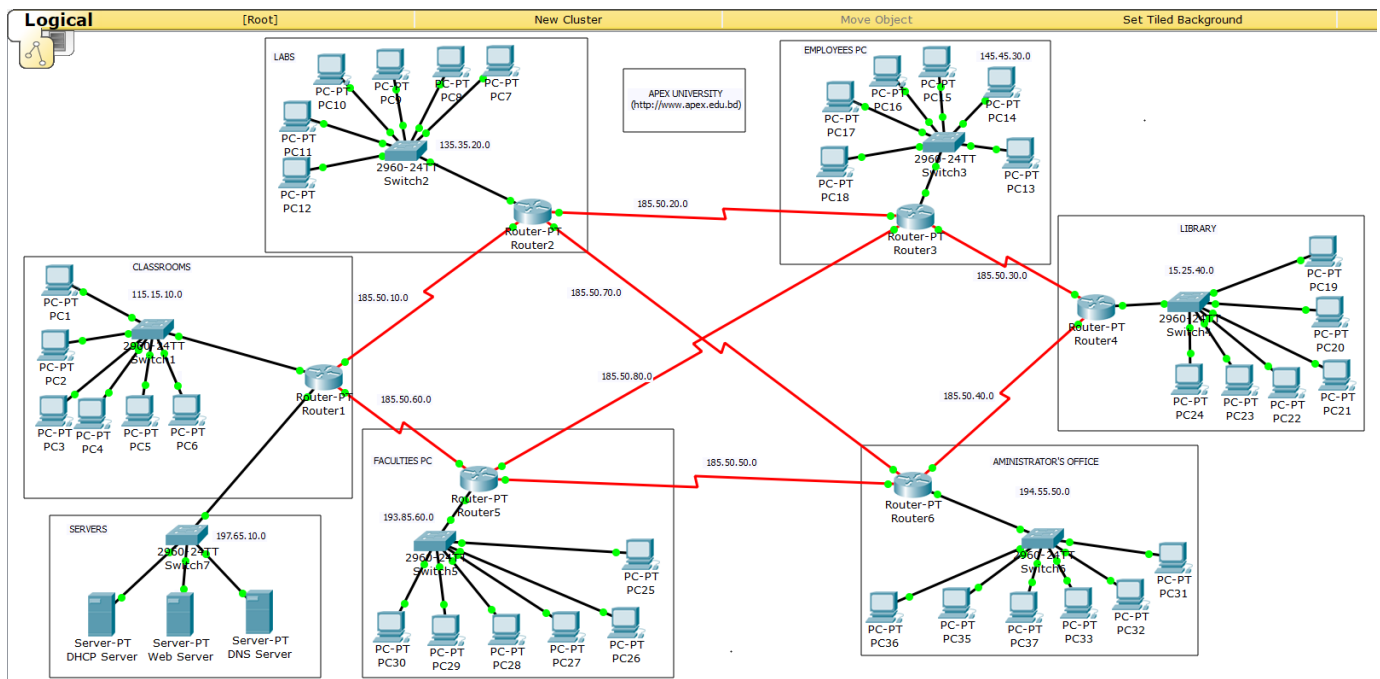 Logical
[Root]
New Cluster
Move Object
Set Tiled Background
LABS
PC-PT
PC10
PC-PT
PC9
PC-PT
PC8
PC-PT
PC7
PC-PT
PC11
PC-PT
PC12
135.35.20.0
2960-24TT
Switch2
Router-PT
Router2
APEX UNIVERSITY
(http://www.apex.edu.bd)
EMPLOYEES PC
145.45.30.0
PC-PT
PC15
PC-PT
PC16
PC-PT
PC14
PC-PT
PC17
PC-PT
PC18
2960-24TT
Switch3
PC-PT
PC13
Router-PT
Router3
185.50.20.0
LIBRARY
15.25.40.0
PC-PT
PC19
PC-PT
PC20
PC-PT
PC21
PC-PT
PC22
PC-PT
PC23
PC-PT
PC24
2960-24TT
Switch4
Router-PT
Router4
185.50.30.0
CLASSROOMS
115.15.10.0
PC-PT
PC1
PC-PT
PC2
PC-PT
PC3
PC-PT
PC4
PC-PT
PC5
PC-PT
PC6
2960-24TT
Switch1
Router-PT
Router1
185.50.10.0
185.50.70.0
185.50.80.0
185.50.60.0
185.50.40.0
185.50.50.0
FACULTIES PC
Router-PT
Router5
193.85.60.0
2960-24TT
Switch5
PC-PT
PC25
PC-PT
PC30
PC-PT
PC29
PC-PT
PC28
PC-PT
PC27
PC-PT
PC26
AMINISTRATOR'S OFFICE
194.55.50.0
Router-PT
Router6
2960-24TT
Switch6
PC-PT
PC31
PC-PT
PC36
PC-PT
PC35
PC-PT
PC37
PC-PT
PC33
PC-PT
PC32
SERVERS
197.65.10.0
2960-24TT
Switch7
Server-PT
DHCP Server
Server-PT
Web Server
Server-PT
DNS Server